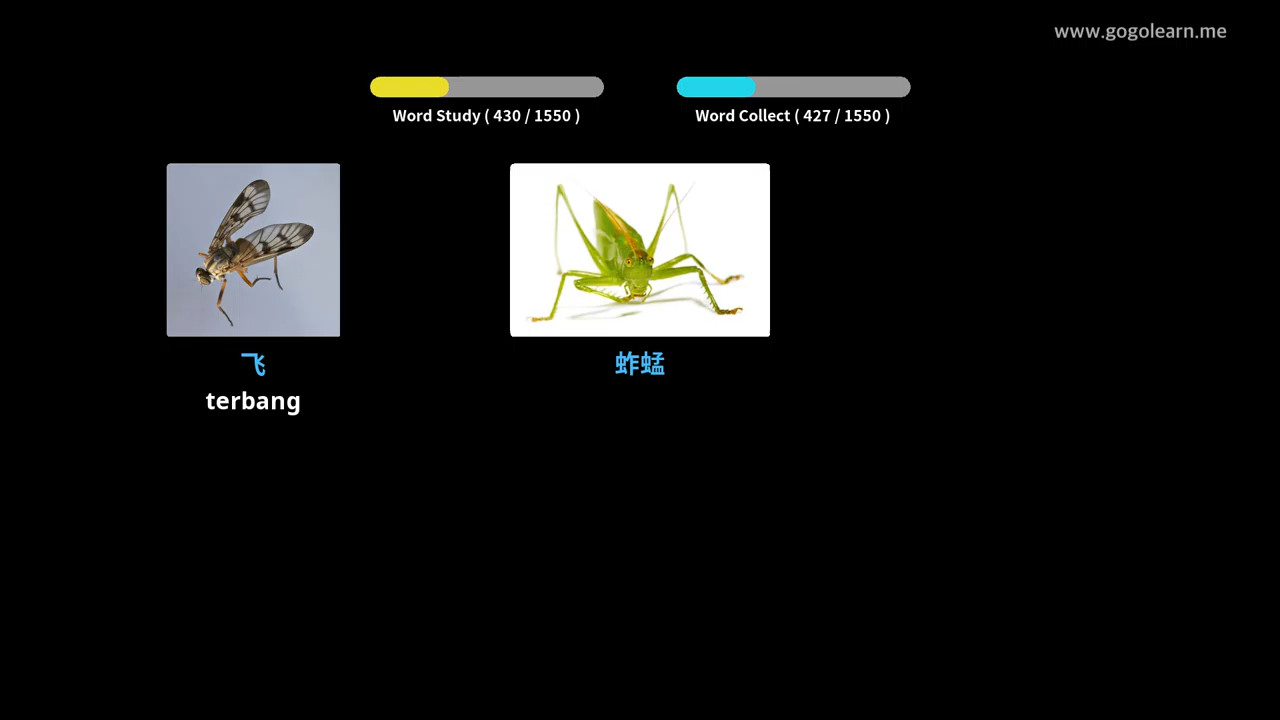 www.gogolearn.me
Word Study ( 430 / 1550 )
Word Collect ( 427 / 1550 )
飞
terbang
蚱蜢